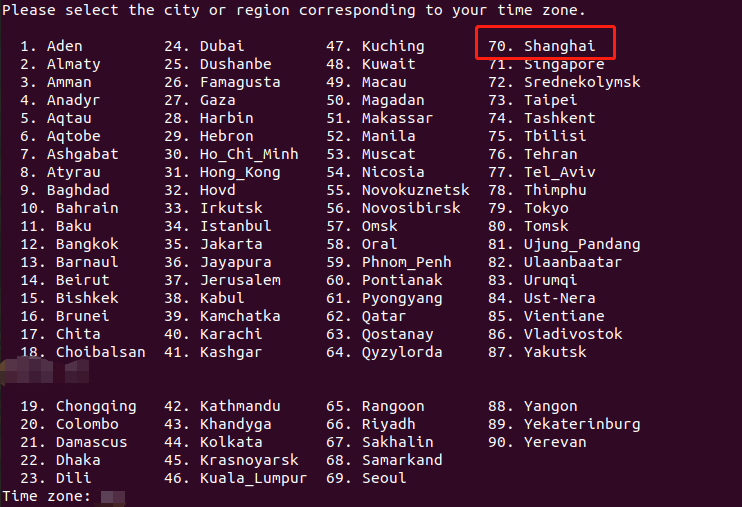 Please select the city or region corresponding to your time zone.
1. Aden 24. Dubai 47. Kuching 70. Shanghai
2. Almaty 25. Dushanbe 48. Kuwait 71. Singapore
3. Amman 26. Famagusta 49. Macau 72. Srednekolymsk
4. Anadyr 27. Gaza 50. Magadan 73. Taipei
5. Aqtau 28. Harbin 51. Makassar 74. Tashkent
6. Aqtobe 29. Hebron 52. Manila 75. Tbilisi
7. Ashgabat 30. Ho_Chi_Minh 53. Muscat 76. Tehran
8. Atyrau 31. Hong_Kong 54. Nicosia 77. Tel_Aviv
9. Baghdad 32. Hovd 55. Novokuznetsk 78. Thimphu
10. Bahrain 33. Irkutsk 56. Novosibirsk 79. Tokyo
11. Baku 34. Istanbul 57. Omsk 80. Tomsk
12. Bangkok 35. Jakarta 58. Oral 81. Ujung_Pandang
13. Barnaul 36. Jayapura 59. Phnom_Penh 82. Ulaanbaatar
14. Beirut 37. Jerusalem 60. Pontianak 83. Urumqi
15. Bishkek 38. Kabul 61. Pyongyang 84. Ust-Nera
16. Brunei 39. Kamchatka 62. Qatar 85. Vientiane
17. Chita 40. Karachi 63. Qostanay 86. Vladivostok
18. Choibalsan 41. Kashgar 64. Qyzylorda 87. Yakutsk
19. Chongqing 42. Kathmandu 65. Rangoon 88. Yangon
20. Colombo 43. Khandyga 66. Riyadh 89. Yekaterinburg
21. Damascus 44. Kolkata 67. Sakhalin 90. Yerevan
22. Dhaka 45. Krasnoyarsk 68. Samarkand
23. Dili 46. Kuala_Lumpur 69. Seoul
Time zone: